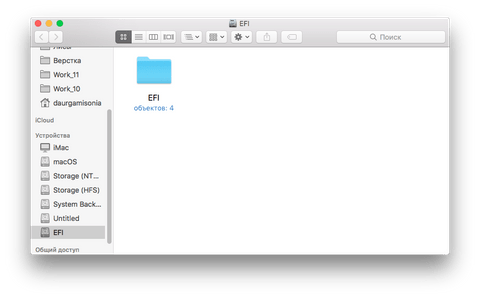 EFI
Поиск
Верстка
Work_11
Work_10
daurgamisonia
iCloud
Устройства
iMac
macOS
Storage (NT...
Storage (HFS)
System Back...
Untitled
EFI
Общий доступ
EFI
объектов: 4